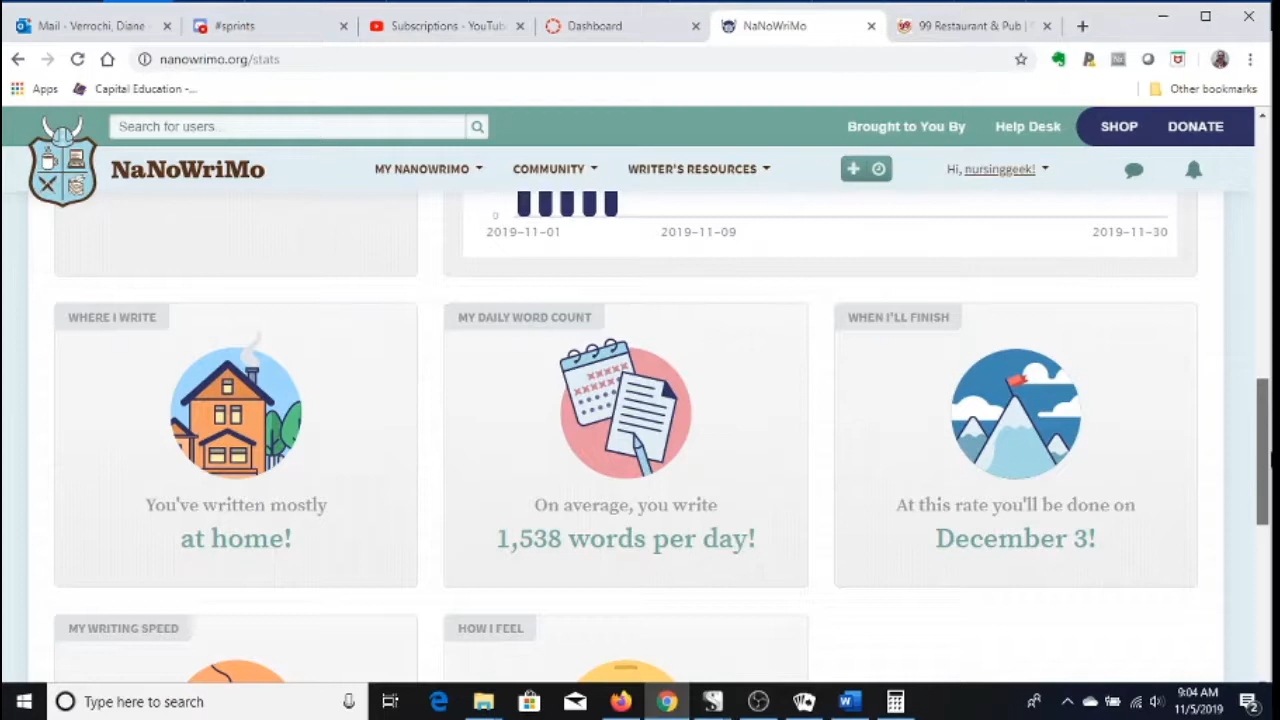 Mail - Verrochi, Diane
#sprints
Subscriptions - YouTub
Dashboard
NaNoWriMo
99 Restaurant & Pub |
nanowrimo.org/stats
Apps
Capital Education -...
Other bookmarks
Search for users...
Brought to You By
Help Desk
SHOP
DONATE
NaNoWriMo
MY NANOWRIMO
COMMUNITY
WRITER'S RESOURCES
Hi, nursinggeek!
0
2019-11-01
2019-11-09
2019-11-30
WHERE I WRITE
You've written mostly
at home!
MY DAILY WORD COUNT
On average, you write
1,538 words per day!
WHEN I'LL FINISH
At this rate you'll be done on
December 3!
MY WRITING SPEED
HOW I FEEL
Type here to search
9:04 AM
11/5/2019
2